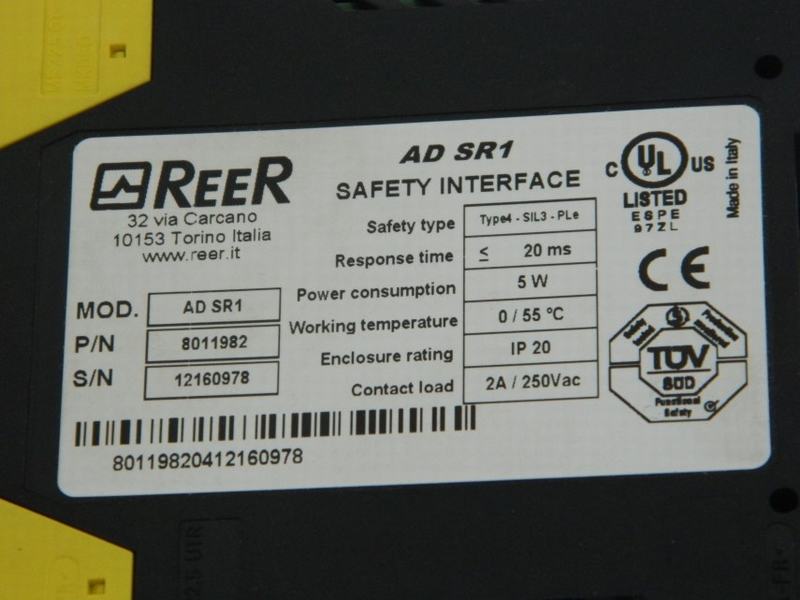 REER
32 via Carcano
10153 Torino Italia
www.reer.it
MOD. AD SR1
P/N 8011982
S/N 12160978
80119820412160978
AD SR1
SAFETY INTERFACE
Safety type Type4 - SIL3 - PLe
Response time ≤ 20 ms
Power consumption 5 W
Working temperature 0 / 55 °C
Enclosure rating IP 20
Contact load 2A / 250Vac
C UL US
LISTED
ESPE
97ZL
Made in Italy
CE
TÜV
SÜD
Functional
Safety